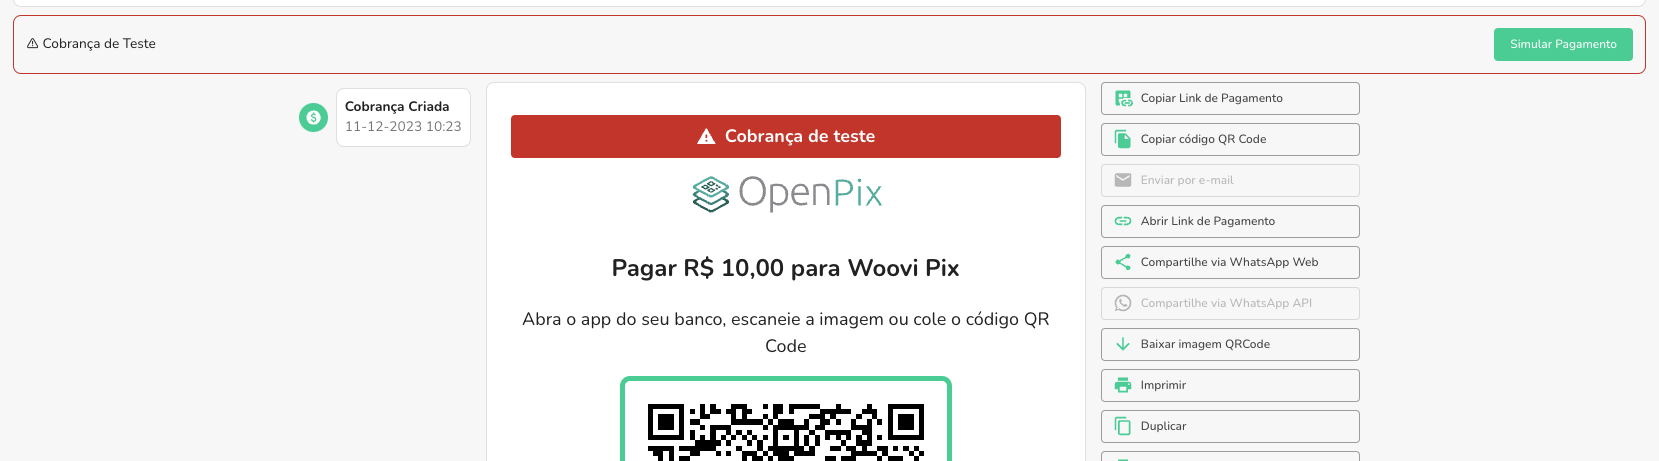 Cobrança de Teste
Simular Pagamento
Cobrança Criada
11-12-2023 10:23
Cobrança de teste
OpenPix
Pagar R$ 10,00 para Woovi Pix
Abra o app do seu banco, escaneie a imagem ou cole o código QR
Code
Copiar Link de Pagamento
Copiar código QR Code
Enviar por e-mail
Abrir Link de Pagamento
Compartilhe via WhatsApp Web
Compartilhe via WhatsApp API
Baixar imagem QRCode
Imprimir
Duplicar